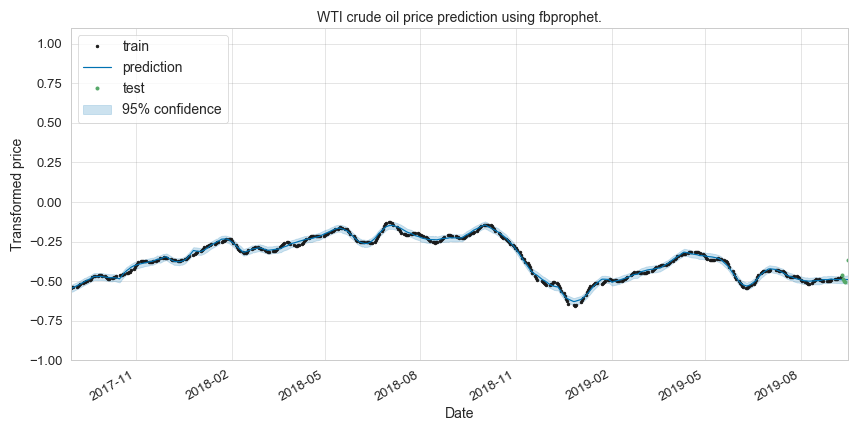 WTI crude oil price prediction using fbprophet.
train
prediction
test
95% confidence
1.00
0.75
0.50
0.25
0.00
−0.25
−0.50
−0.75
−1.00
Transformed price
2017-11
2018-02
2018-05
2018-08
2018-11
2019-02
2019-05
2019-08
Date